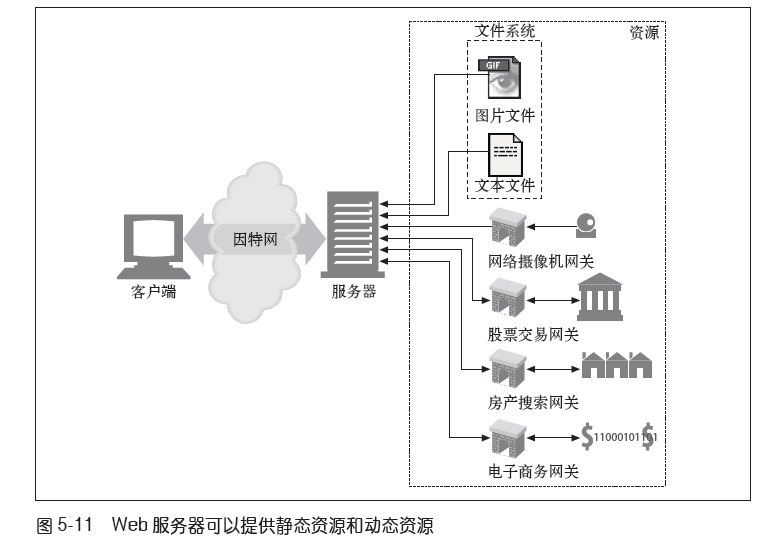 文件系统
资源
GIF
图片文件
文本文件
因特网
客户端
服务器
网络摄像机网关
股票交易网关
房产搜索网关
$11000101101$
电子商务网关
图 5-11 Web 服务器可以提供静态资源和动态资源